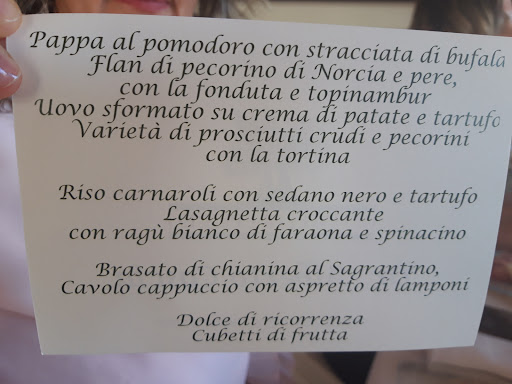 Pappa al pomodoro con stracciata di bufala
Flan di pecorino di Norcia e pere,
con la fonduta e topinambur
Uovo sformato su crema di patate e tartufo
Varietà di prosciutti crudi e pecorini
con la tortina
Riso carnaroli con sedano nero e tartufo
Lasagnetta croccante
con ragù bianco di faraona e spinacino
Brasato di chianina al Sagrantino,
Cavolo cappuccio con aspretto di lamponi
Dolce di ricorrenza
Cubetti di frutta